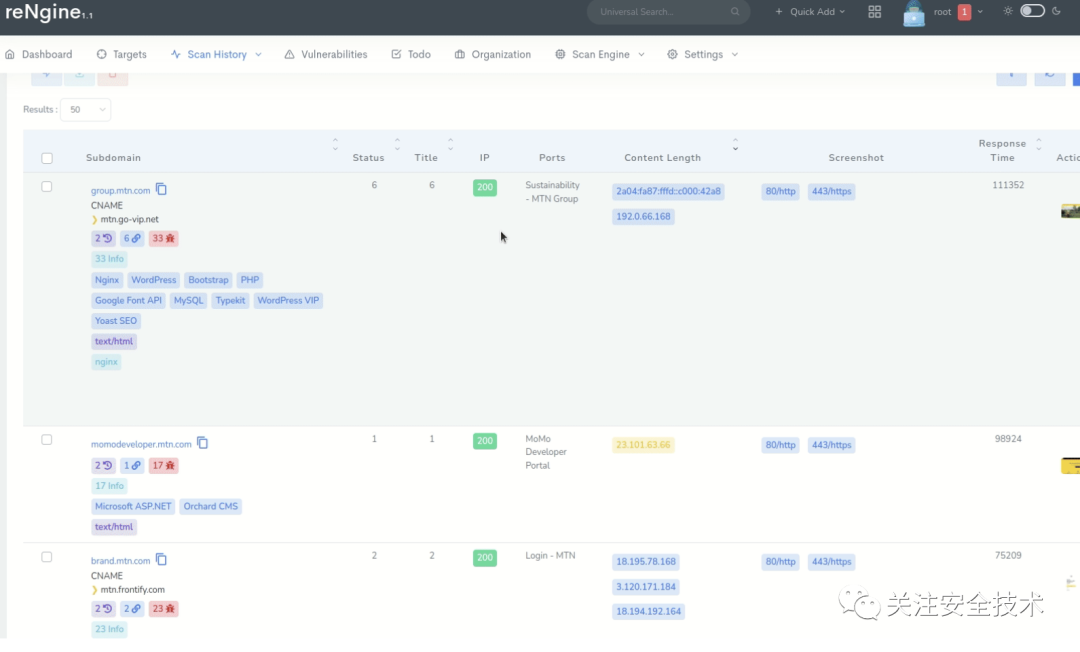 reNgine 1.1
Universal Search...
+ Quick Add
root 1
Dashboard Targets Scan History Vulnerabilities Todo Organization Scan Engine Settings
Results : 50
Subdomain Status Title IP Ports Content Length Screenshot Response Time Actio
group.mtn.com 6 6 200 Sustainability 2a04:fa87:fffd::c000:42a8 80/http 443/https 111352
- MTN Group
CNAME 192.0.66.168
❯ mtn.go-vip.net
2 6 33
33 Info
Nginx WordPress Bootstrap PHP
Google Font API MySQL Typekit WordPress VIP
Yoast SEO
text/html
nginx
momodeveloper.mtn.com 1 1 200 MoMo 23.101.63.66 80/http 443/https 98924
Developer
Portal
2 1 17
17 Info
Microsoft ASP.NET Orchard CMS
text/html
brand.mtn.com 2 2 200 Login - MTN 18.195.78.168 80/http 443/https 75209
CNAME
❯ mtn.frontify.com 3.120.171.184
2 2 23 18.194.192.164
23 Info
关注安全技术